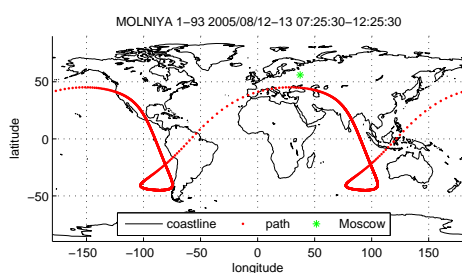 MOLNIYA 1−93 2005/08/12−13 07:25:30−12:25:30
latitude
50
0
−50
coastline path Moscow
−150 −100 −50 0 50 100 150
longitude